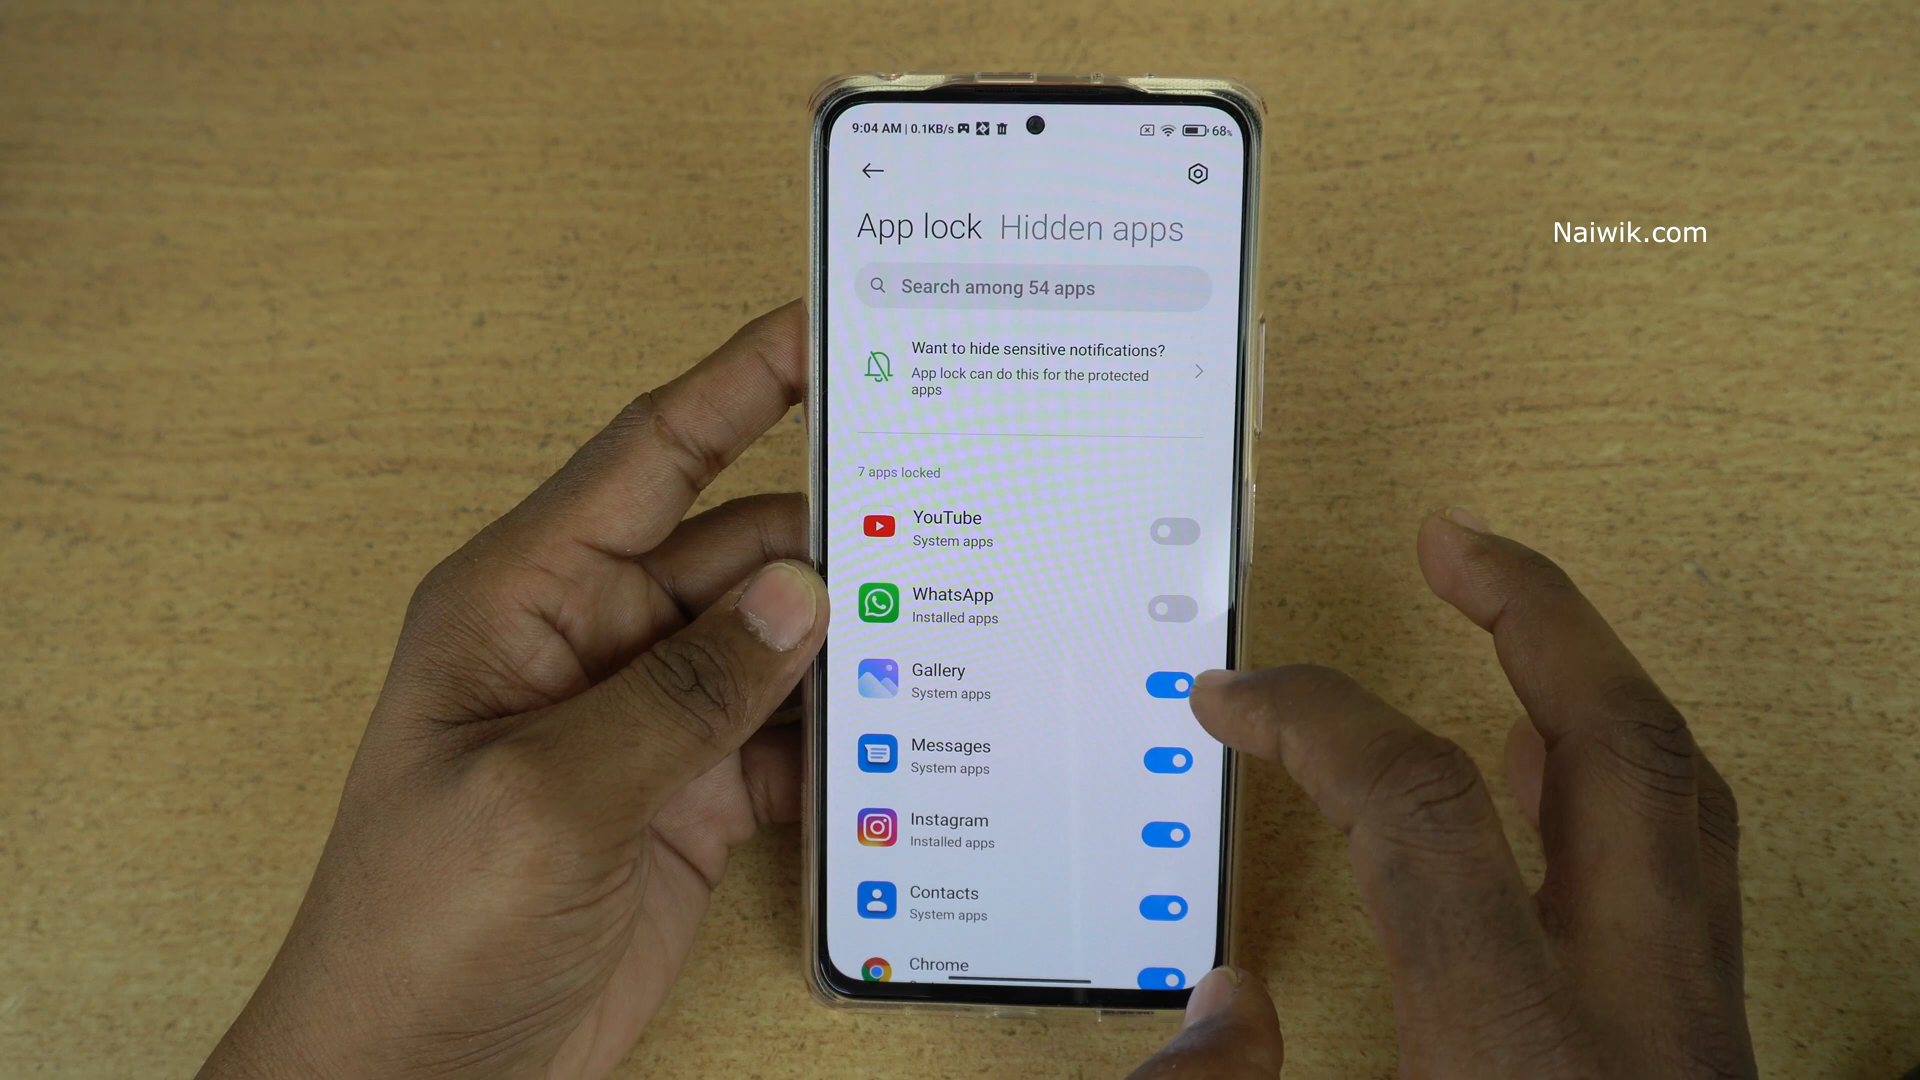 9:04 AM | 0.1KB/s
68%
App lock Hidden apps
Search among 54 apps
Want to hide sensitive notifications?
App lock can do this for the protected
apps
7 apps locked
YouTube
System apps
WhatsApp
Installed apps
Gallery
System apps
Messages
System apps
Instagram
Installed apps
Contacts
System apps
Chrome
Naiwik.com